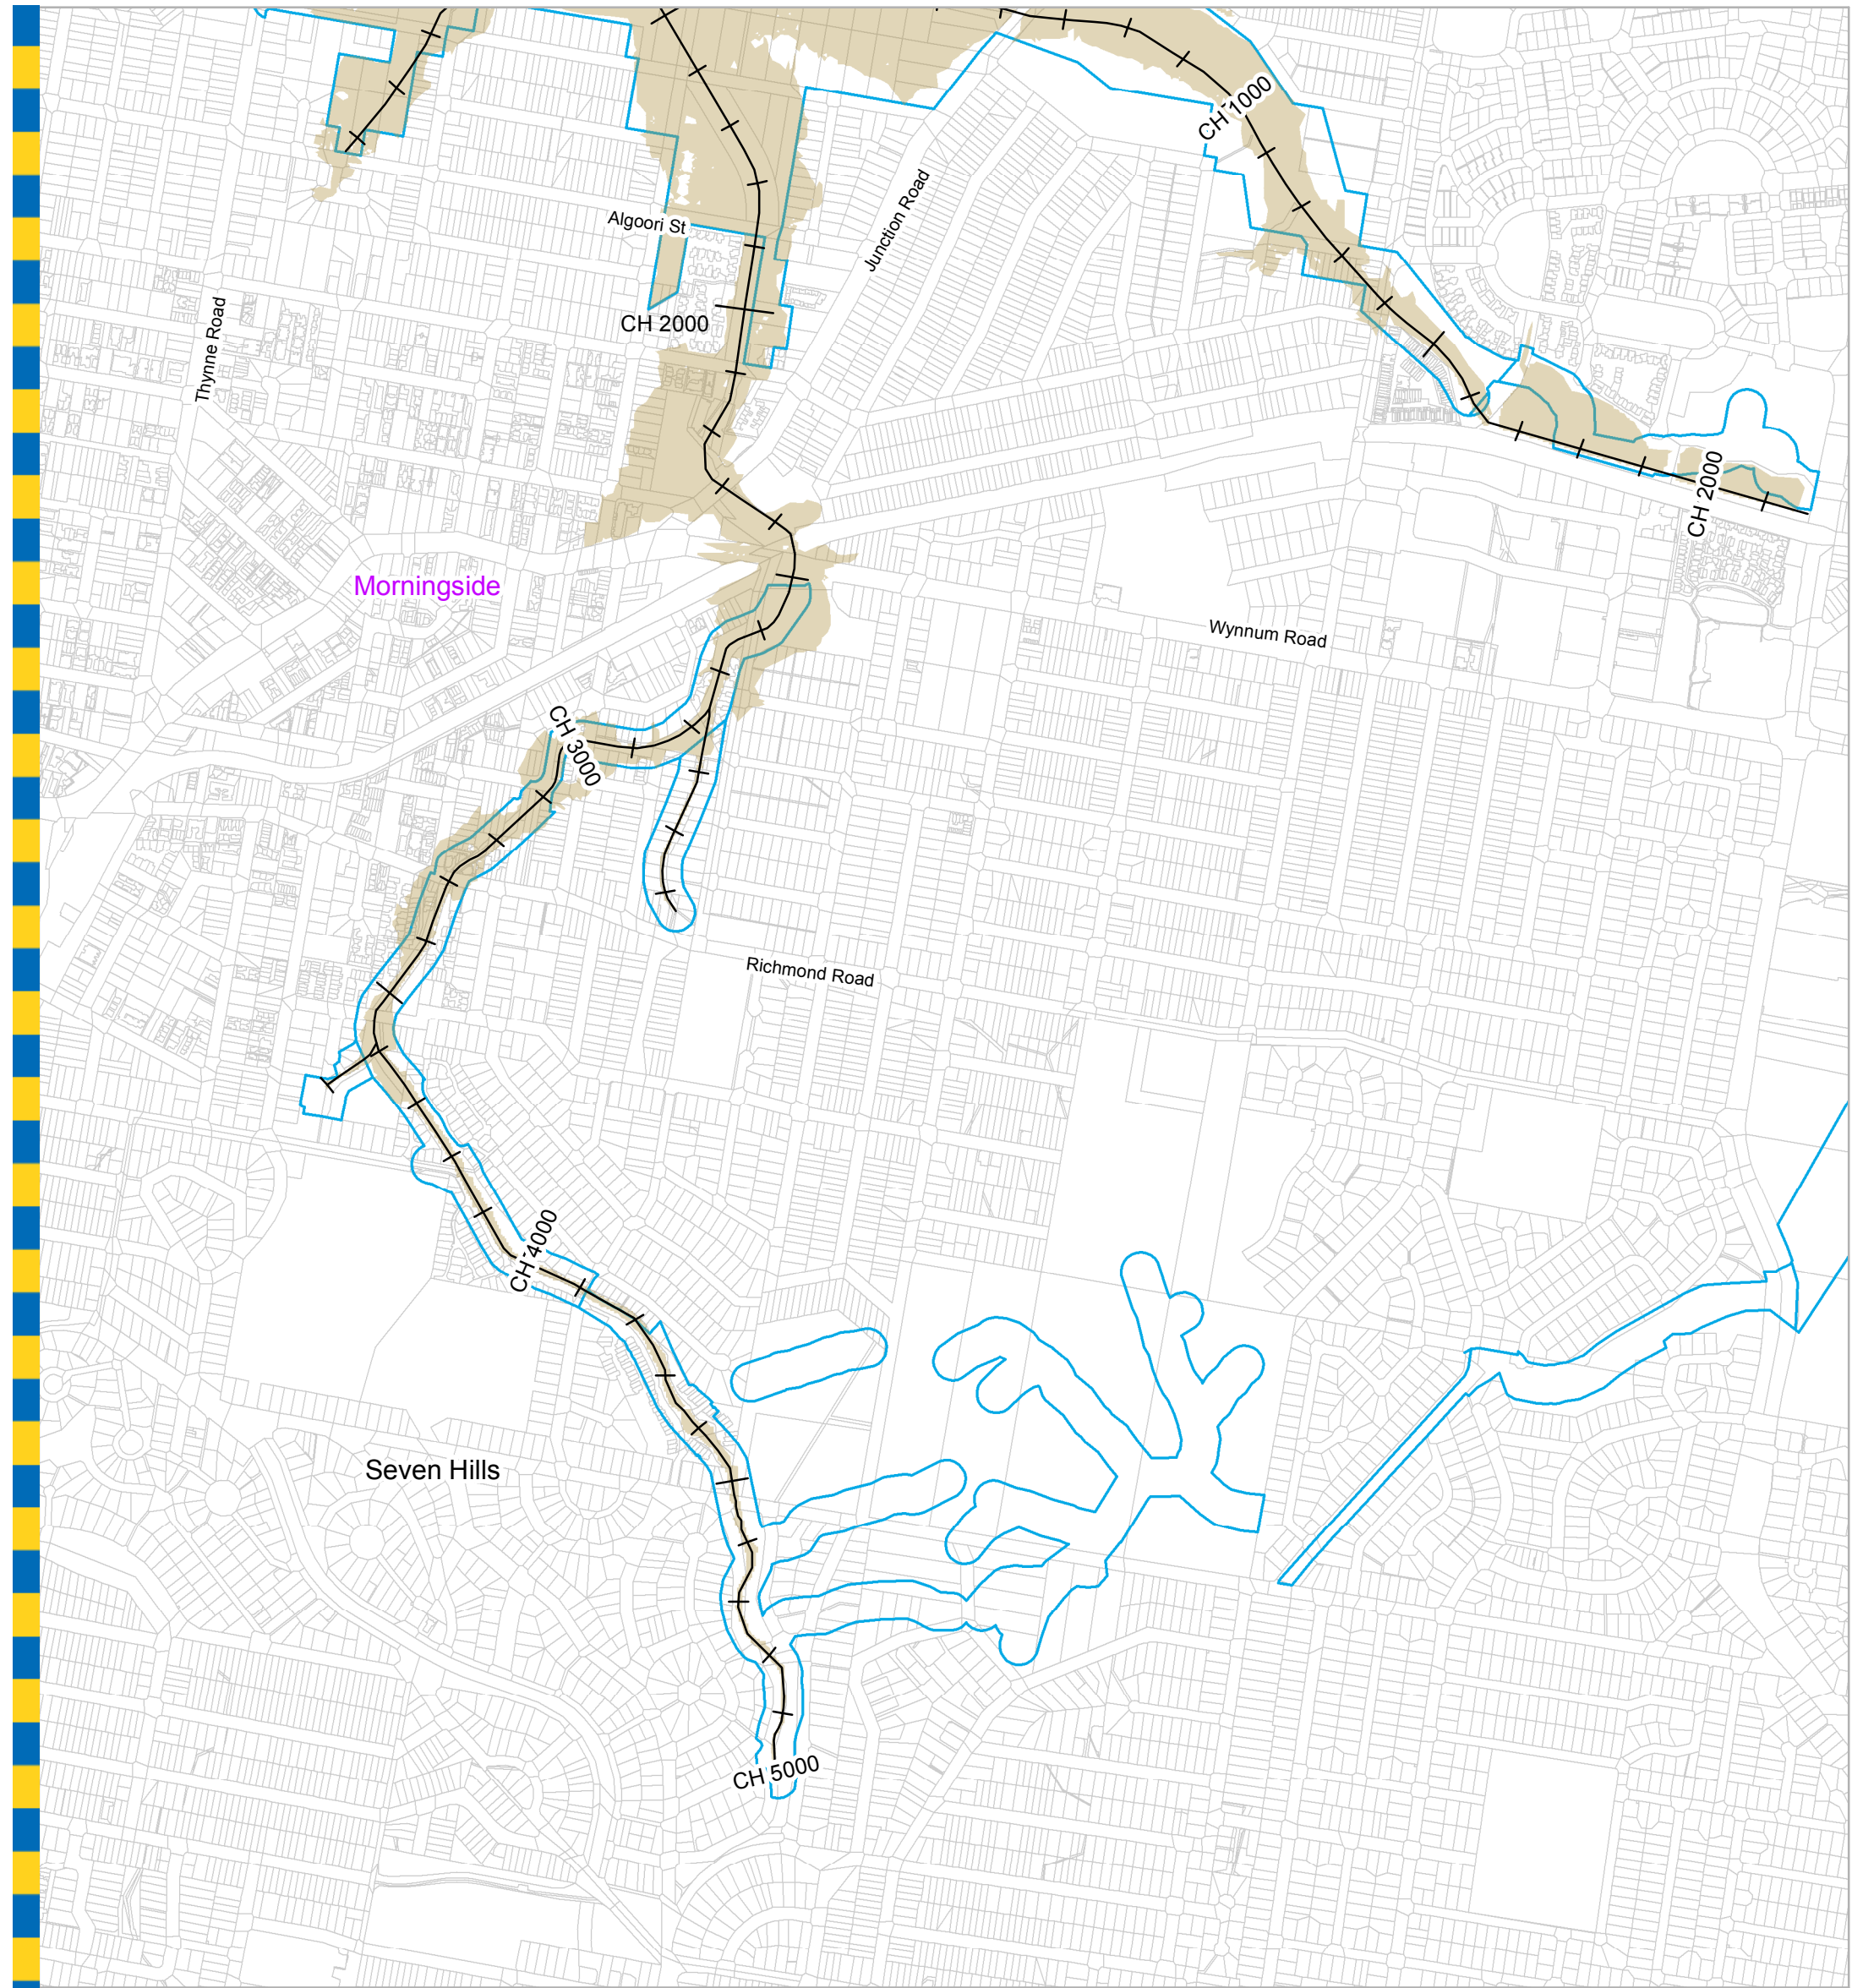 CH 1000
Algoori St
Junction Road
CH 2000
Thynne Road
CH 2000
Morningside
Wynnum Road
CH 3000
Richmond Road
CH 4000
Seven Hills
CH 5000